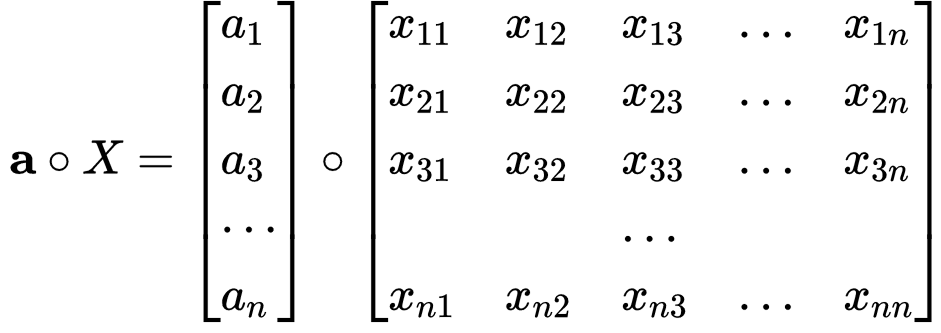 a ∘ X = [a₁ a₂ a₃ ⋯ aₙ] ∘ [x₁₁ x₁₂ x₁₃ … x₁ₙ
x₂₁ x₂₂ x₂₃ … x₂ₙ
x₃₁ x₃₂ x₃₃ … x₃ₙ
…
xₙ₁ xₙ₂ xₙ₃ … xₙₙ]